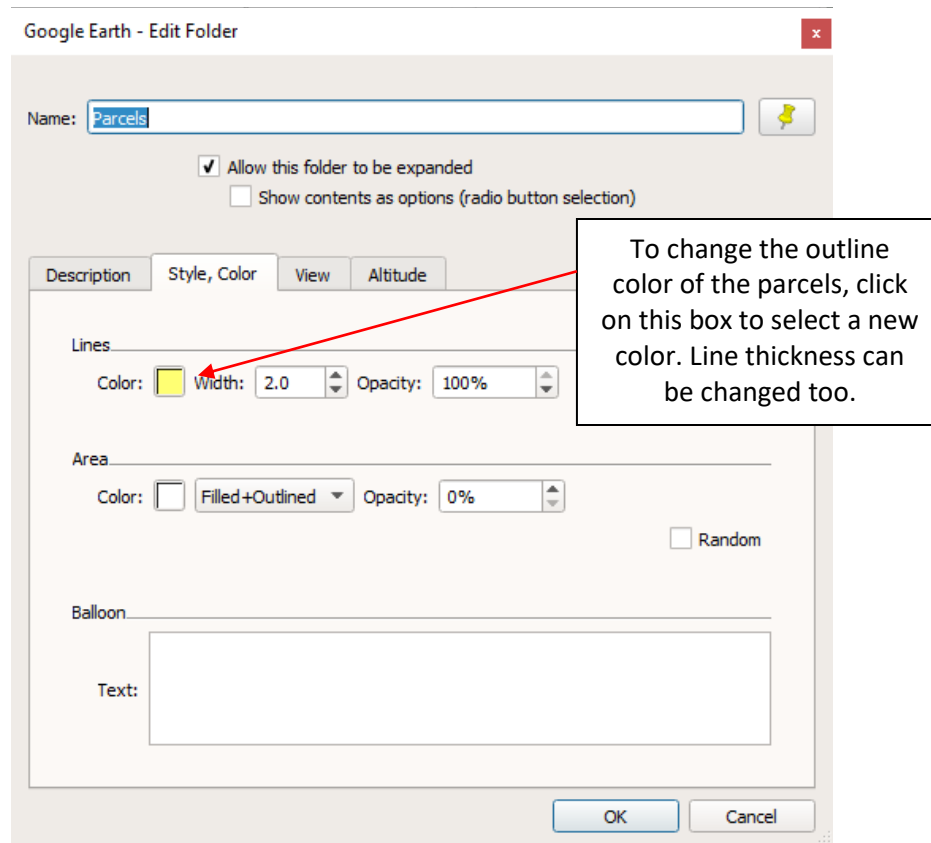 Google Earth - Edit Folder
x
Name: Parcels
Allow this folder to be expanded
Show contents as options (radio button selection)
To change the outline
color of the parcels, click
on this box to select a new
color. Line thickness can
be changed too.
Description Style, Color View Altitude
Lines
Color: Width: 2.0 Opacity: 100%
Area
Color: Filled+Outlined Opacity: 0%
Random
Balloon
Text:
OK Cancel